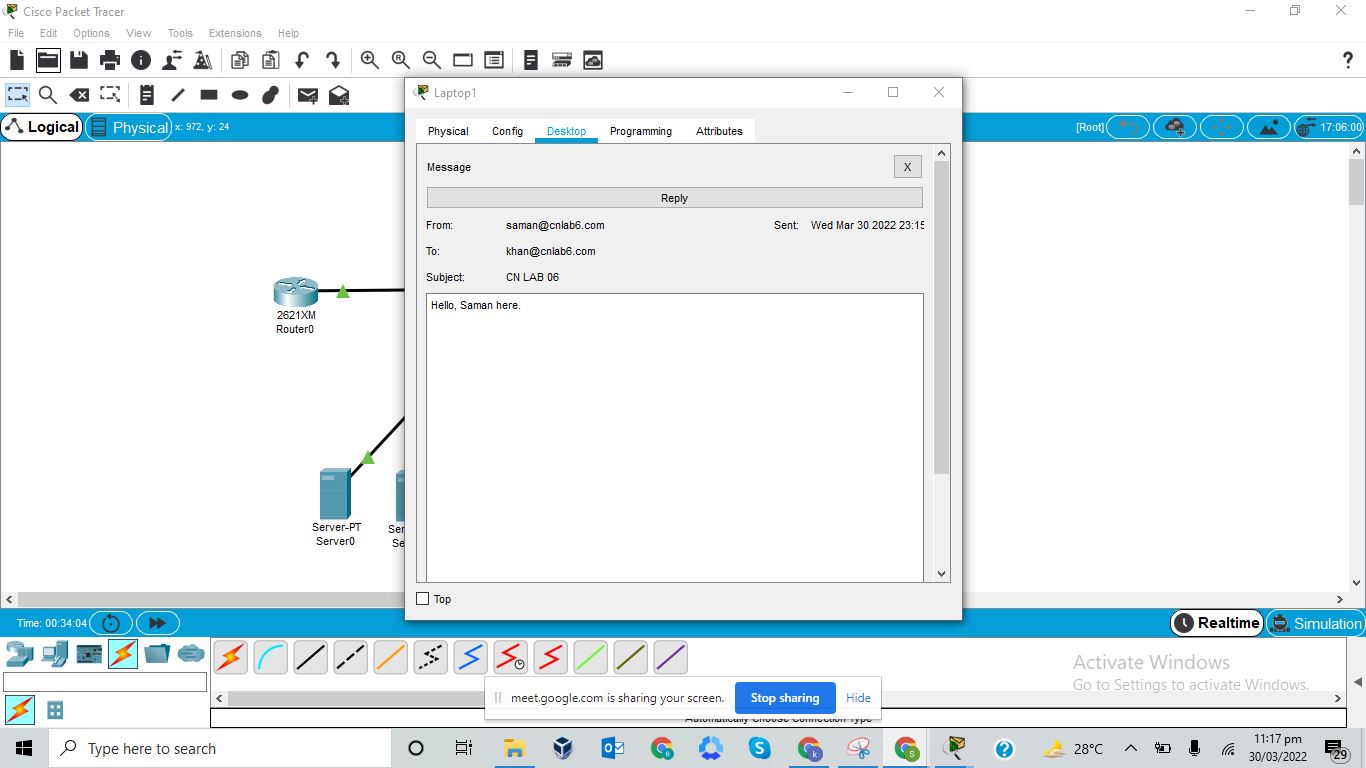 Cisco Packet Tracer
File Edit Options View Tools Extensions Help
Logical Physical x: 972, y: 24 [Root] 17:06:00
Laptop1
Physical Config Desktop Programming Attributes
Message X
Reply
From: saman@cnlab6.com Sent: Wed Mar 30 2022 23:15
To: khan@cnlab6.com
Subject: CN LAB 06
Hello, Saman here.
2621XM
Router0
Server-PT
Server0
Ser
Se
Top
Time: 00:34:04 Realtime Simulation
Activate Windows
Go to Settings to activate Windows.
meet.google.com is sharing your screen. Stop sharing Hide
Automatically Choose Connection Type
Type here to search 28°C 11:17 pm
30/03/2022 29